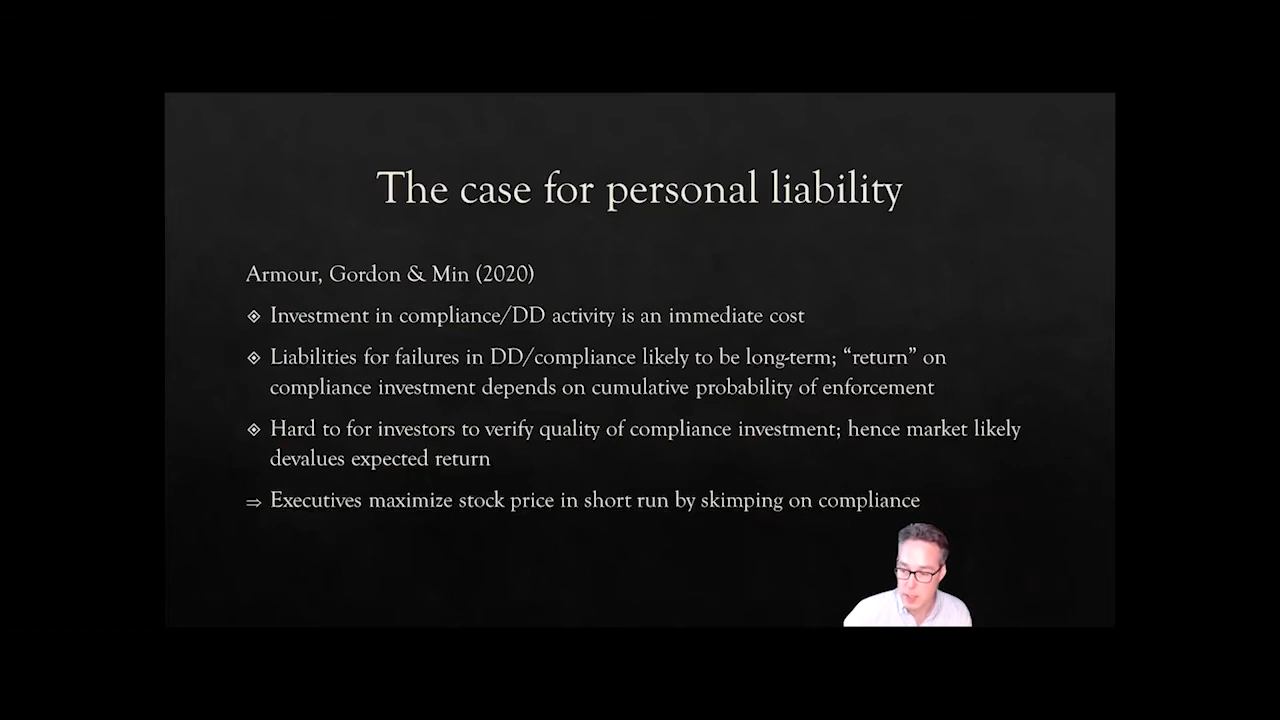 The case for personal liability
Armour, Gordon & Min (2020)
Investment in compliance/DD activity is an immediate cost
Liabilities for failures in DD/compliance likely to be long-term; “return” on
compliance investment depends on cumulative probability of enforcement
Hard to for investors to verify quality of compliance investment; hence market likely
devalues expected return
⇒ Executives maximize stock price in short run by skimping on compliance